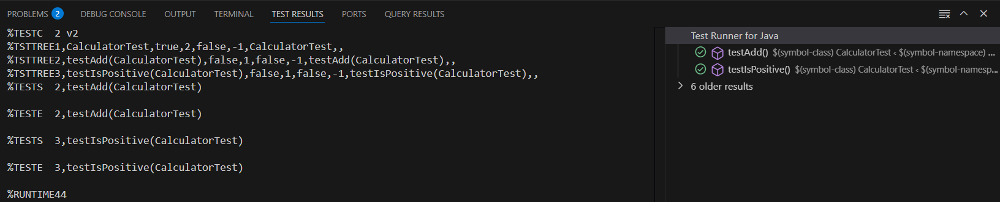 PROBLEMS 2 DEBUG CONSOLE OUTPUT TERMINAL TEST RESULTS PORTS QUERY RESULTS
%TESTC  2 v2
%TSTTREE1,CalculatorTest,true,2,false,-1,CalculatorTest,,
%TSTTREE2,testAdd(CalculatorTest),false,1,false,-1,testAdd(CalculatorTest),,
%TSTTREE3,testIsPositive(CalculatorTest),false,1,false,-1,testIsPositive(CalculatorTest),,
%TESTS  2,testAdd(CalculatorTest)
%TESTE  2,testAdd(CalculatorTest)
%TESTS  3,testIsPositive(CalculatorTest)
%TESTE  3,testIsPositive(CalculatorTest)
%RUNTIME44
Test Runner for Java
testAdd() $(symbol-class) CalculatorTest ‹ $(symbol-namespace) ...
testIsPositive() $(symbol-class) CalculatorTest ‹ $(symbol-namesp...
6 older results